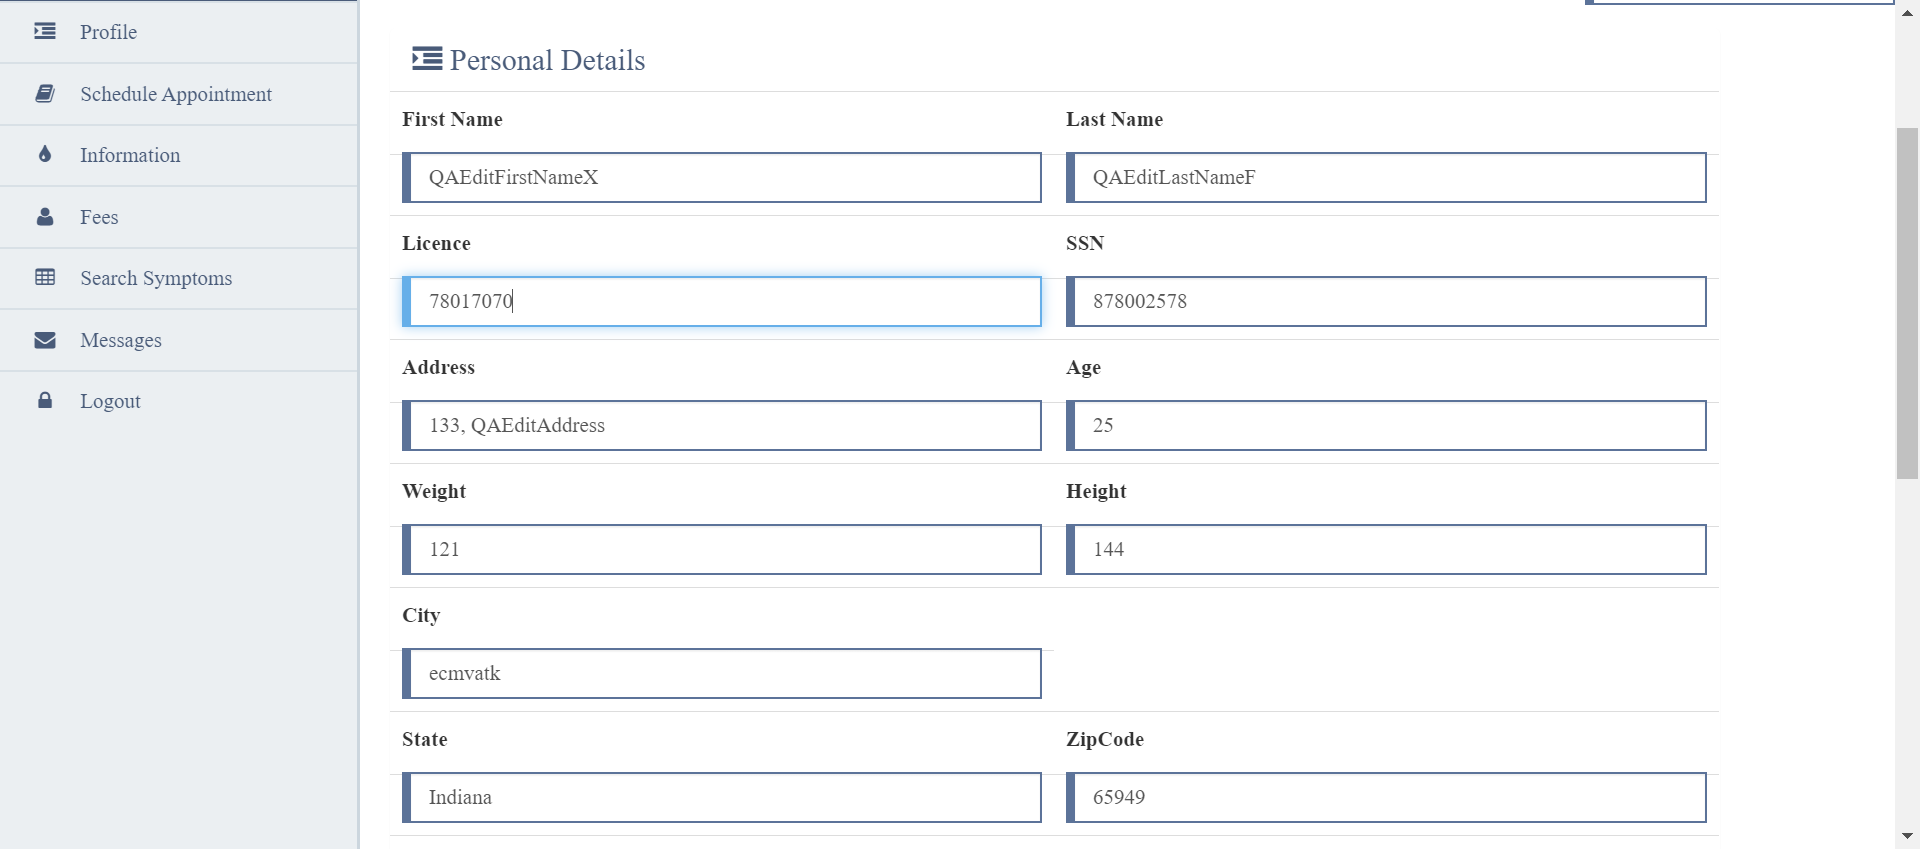 Profile
Schedule Appointment
Information
Fees
Search Symptoms
Messages
Logout
Personal Details
First Name
Last Name
QAEditFirstNameX
QAEditLastNameF
Licence
SSN
78017070
878002578
Address
Age
133, QAEditAddress
25
Weight
Height
121
144
City
ecmvatk
State
ZipCode
Indiana
65949